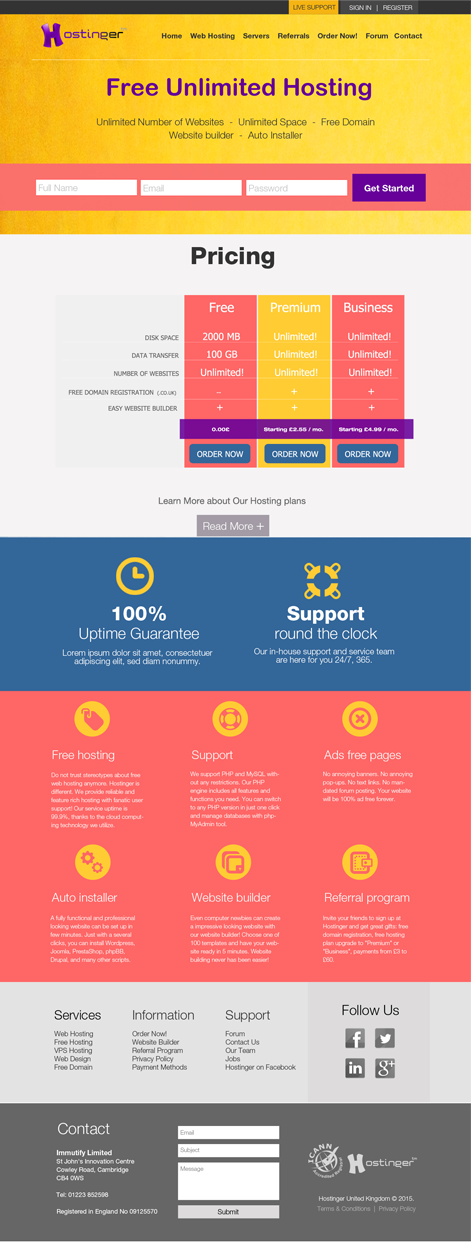 LIVE SUPPORT
SIGN IN | REGISTER
Hostinger
Home Web Hosting Servers Referrals Order Now! Forum Contact
Free Unlimited Hosting
Unlimited Number of Websites - Unlimited Space - Free Domain
Website builder - Auto Installer
Full Name
Email
Password
Get Started
Pricing
Free Premium Business
DISK SPACE 2000 MB Unlimited! Unlimited!
DATA TRANSFER 100 GB Unlimited! Unlimited!
NUMBER OF WEBSITES Unlimited! Unlimited! Unlimited!
FREE DOMAIN REGISTRATION (.CO.UK) – + +
EASY WEBSITE BUILDER + + +
0.00£ Starting £2.55 / mo. Starting £4.99 / mo.
ORDER NOW ORDER NOW ORDER NOW
Learn More about Our Hosting plans
Read More +
100%
Uptime Guarantee
Lorem ipsum dolor sit amet, consectetuer
adipiscing elit, sed diam nonummy.
Support
round the clock
Our in-house support and service team
are here for you 24/7, 365.
Free hosting
Do not trust stereotypes about free
web hosting anymore. Hostinger is
different. We provide reliable and
feature rich hosting with fanatic user
support! Our service uptime is
99,9%, thanks to the cloud comput-
ing technology we utilize.
Support
We support PHP and MySQL with-
out any restrictions. Our PHP
engine includes all features and
functions you need. You can switch
to any PHP version in just one click
and manage databases with php-
MyAdmin tool.
Ads free pages
No annoying banners. No annoying
pop-ups. No text links. No man-
dated forum posting. Your website
will be 100% ad free forever.
Auto installer
A fully functional and professional
looking website can be set up in
few minutes. Just with a several
clicks, you can install Wordpress,
Joomla, PrestaShop, phpBB,
Drupal, and many other scripts.
Website builder
Even computer newbies can create
a impressive looking website with
our website builder! Choose one of
100 templates and have your web-
site ready in 5 minutes. Website
building never has been easier!
Referral program
Invite your friends to sign up at
Hostinger and get great gifts: free
domain registration, free hosting
plan upgrade to "Premium" or
"Business", payments from £3 to
£60.
Services
Web Hosting
Free Hosting
VPS Hosting
Web Design
Free Domain
Information
Order Now!
Website Builder
Referral Program
Privacy Policy
Payment Methods
Support
Forum
Contact Us
Our Team
Jobs
Hostinger on Facebook
Follow Us
f
in
g+
Contact
Immutify Limited
St John's Innovation Centre
Cowley Road, Cambridge
CB4 0WS
Tel: 01223 852598
Registered in England No 09125570
Email
Subject
Message
Submit
ICANN
Hostinger
Hostinger United Kingdom © 2015.
Terms & Conditions | Privacy Policy